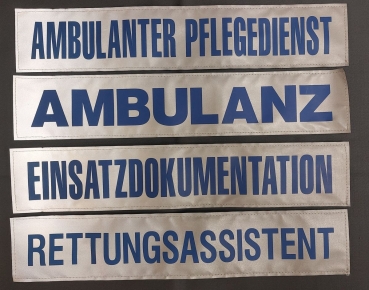 AMBULANTER PFLEGEDIENST
AMBULANZ
EINSATZDOKUMENTATION
RETTUNGSASSISTENT